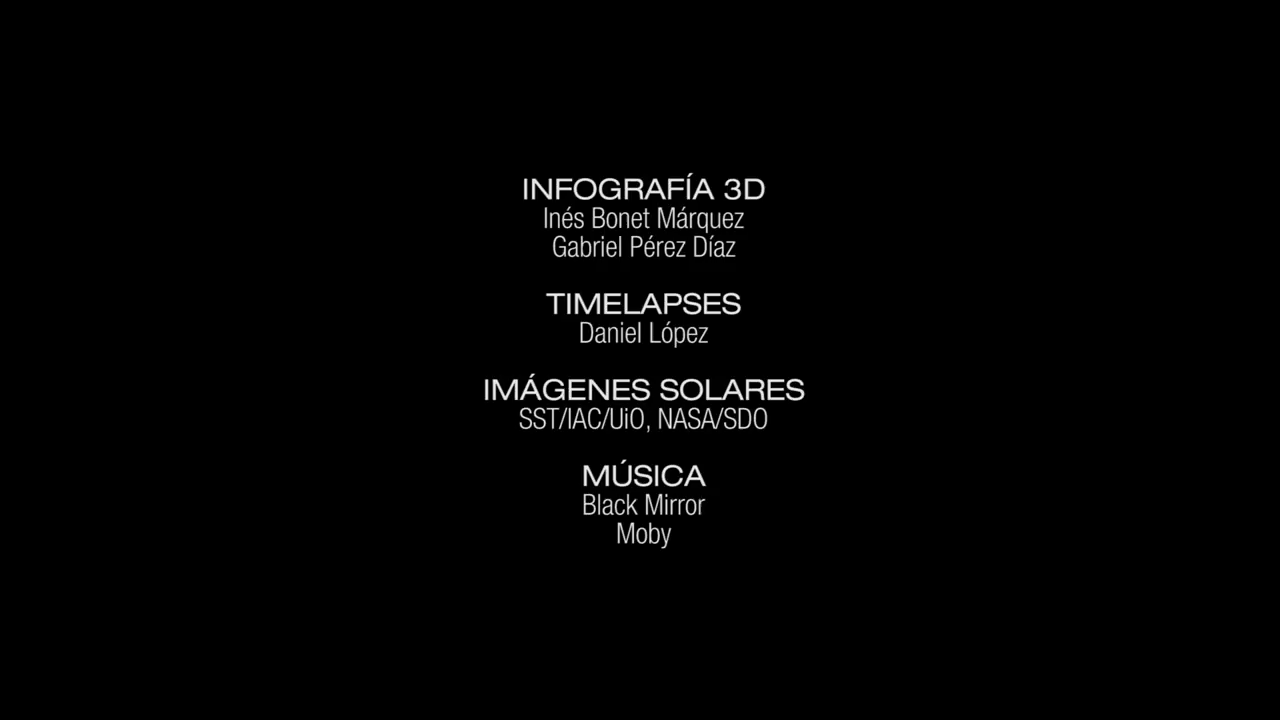 INFOGRAFÍA 3D
Inés Bonet Márquez
Gabriel Pérez Díaz
TIMELAPSES
Daniel López
IMÁGENES SOLARES
SST/IAC/UiO, NASA/SDO
MÚSICA
Black Mirror
Moby